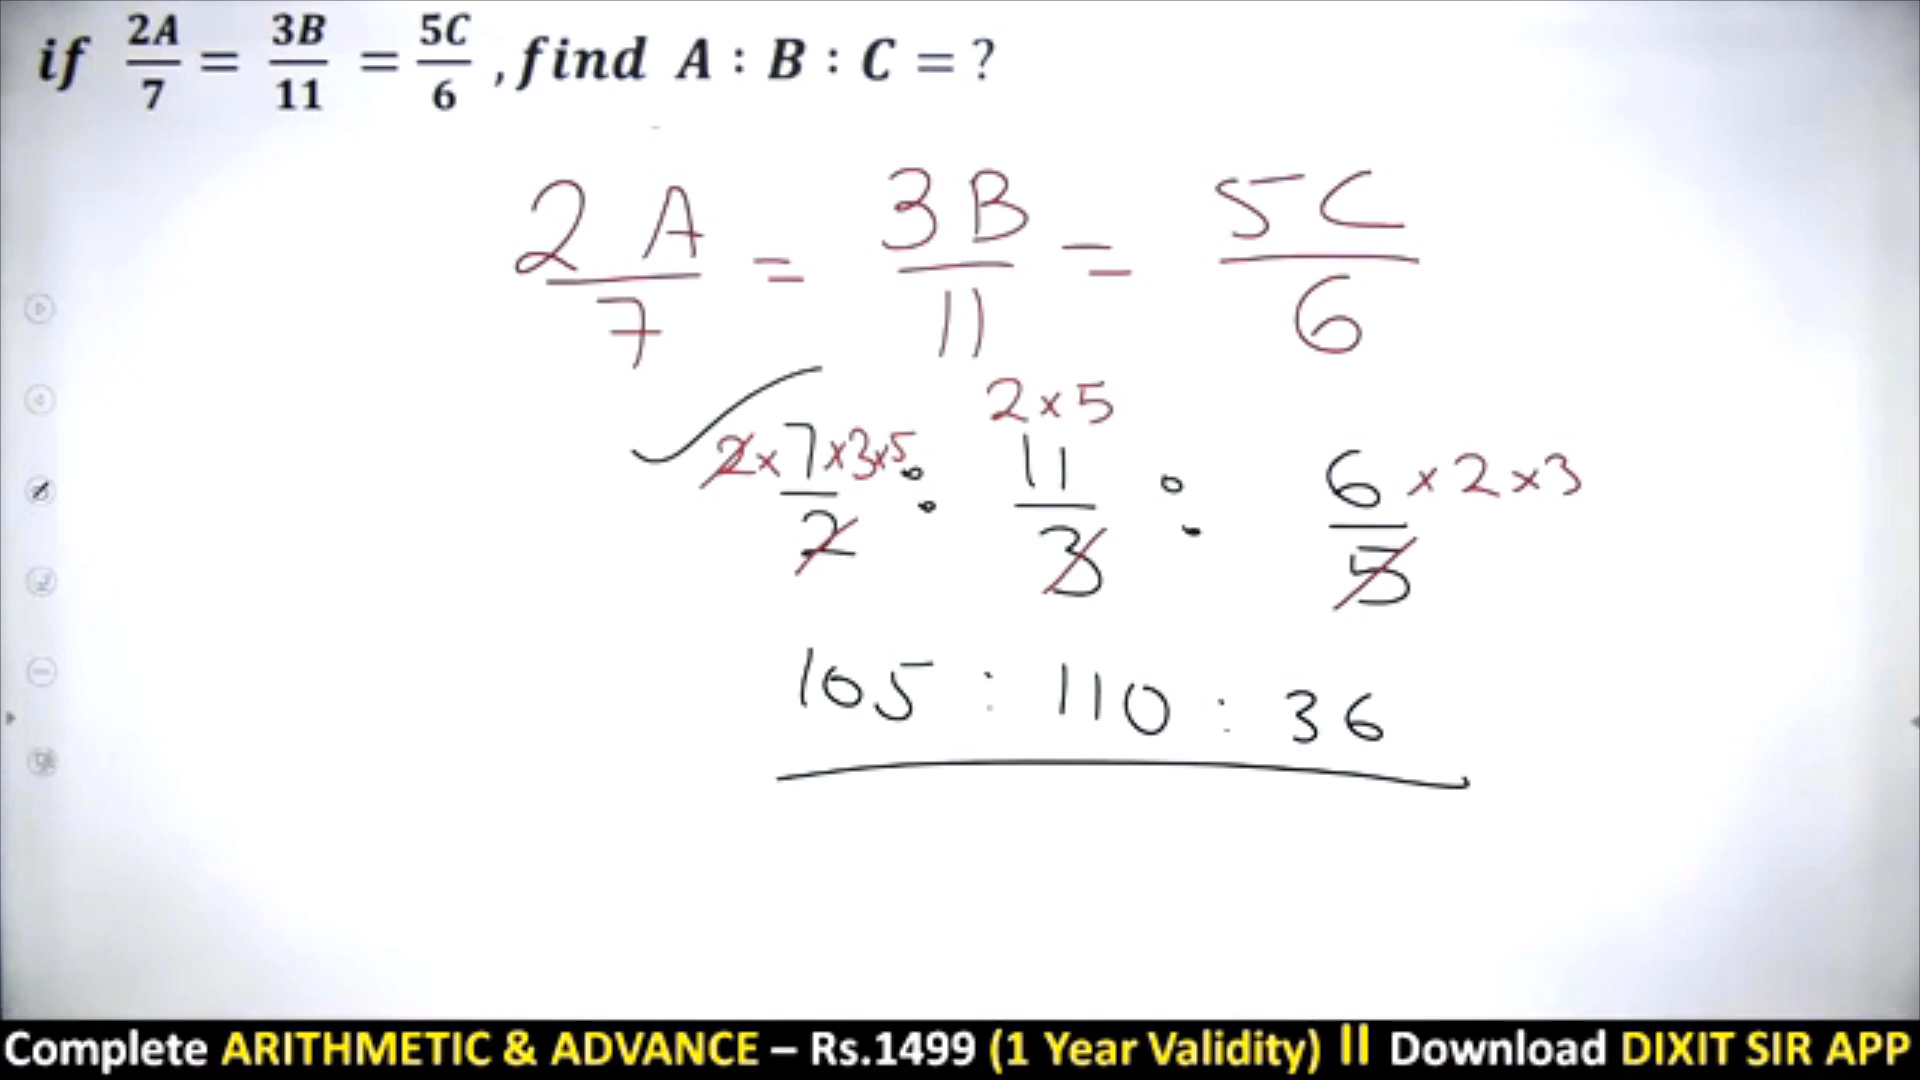 if 2A/7 = 3B/11 = 5C/6 , find A : B : C = ?
2A/7 = 3B/11 = 5C/6
2 × 5
2 × 7 × 3 × 5 / 2 : 11/3 : 6 × 2 × 3 / 5
105 : 110 : 36
Complete ARITHMETIC & ADVANCE – Rs.1499 (1 Year Validity) || Download DIXIT SIR APP